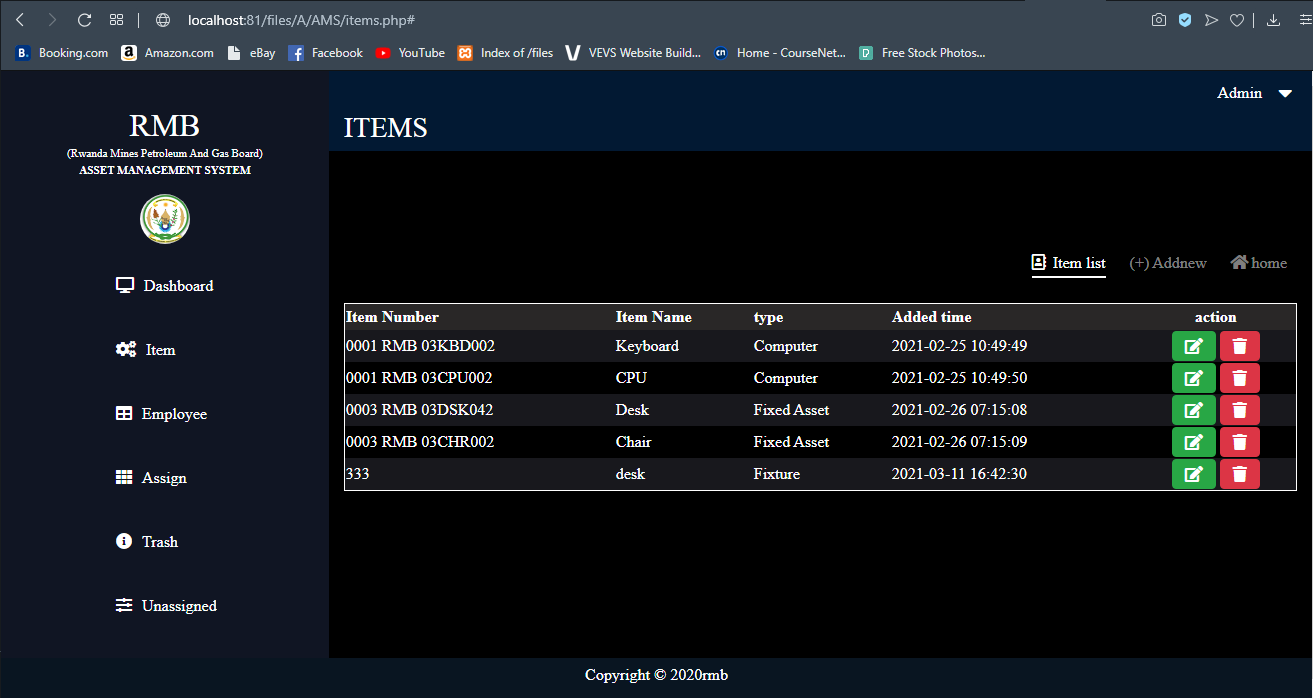 localhost:81/files/A/AMS/items.php#
Booking.com Amazon.com eBay Facebook YouTube Index of /files VEVS Website Build... Home - CourseNet... Free Stock Photos...
RMB
(Rwanda Mines Petroleum And Gas Board)
ASSET MANAGEMENT SYSTEM
Dashboard
Item
Employee
Assign
Trash
Unassigned
Admin
ITEMS
Item list (+) Addnew home
Item Number Item Name type Added time action
0001 RMB 03KBD002 Keyboard Computer 2021-02-25 10:49:49
0001 RMB 03CPU002 CPU Computer 2021-02-25 10:49:50
0003 RMB 03DSK042 Desk Fixed Asset 2021-02-26 07:15:08
0003 RMB 03CHR002 Chair Fixed Asset 2021-02-26 07:15:09
333 desk Fixture 2021-03-11 16:42:30
Copyright © 2020rmb